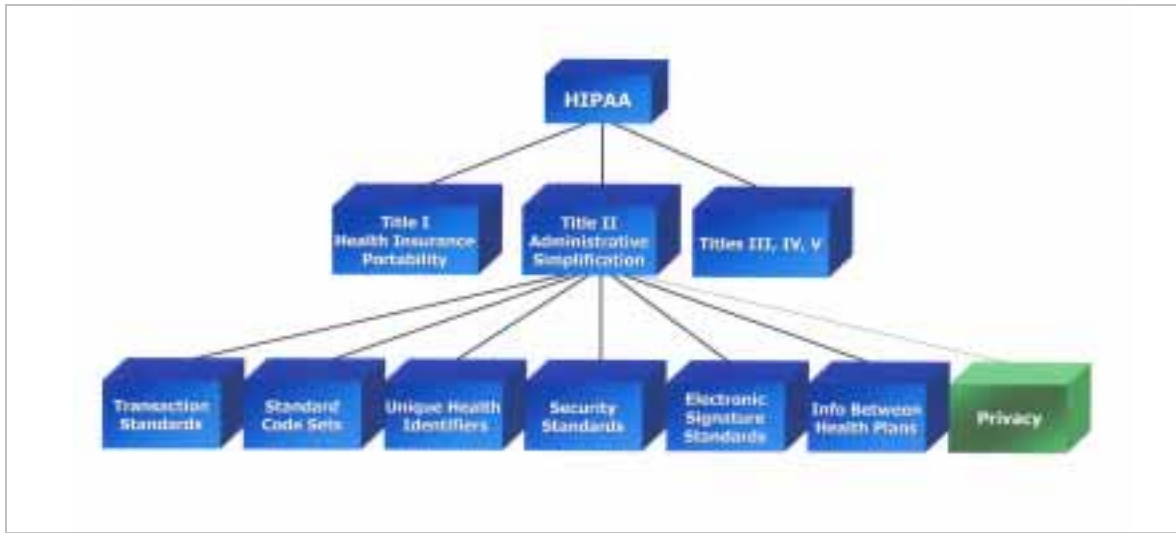 HIPAA
Title I
Health Insurance
Portability
Title II
Administrative
Simplification
Titles III, IV, V
Transaction
Standards
Standard
Code Sets
Unique Health
Identifiers
Security
Standards
Electronic
Signature
Standards
Info Between
Health Plans
Privacy